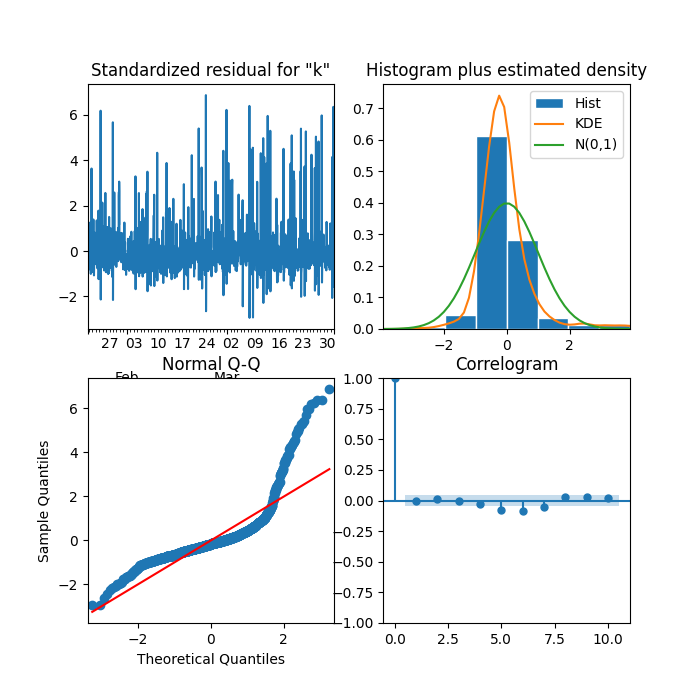 Standardized residual for "k"
6
4
2
0
−2
27 03 10 17 24 02 09 16 23 30
Feb Mar
Histogram plus estimated density
Hist
KDE
N(0,1)
0.7
0.6
0.5
0.4
0.3
0.2
0.1
0.0
−2 0 2
Normal Q-Q
Sample Quantiles
6
4
2
0
−2
−2 0 2
Theoretical Quantiles
Correlogram
1.00
0.75
0.50
0.25
0.00
−0.25
−0.50
−0.75
−1.00
0.0 2.5 5.0 7.5 10.0